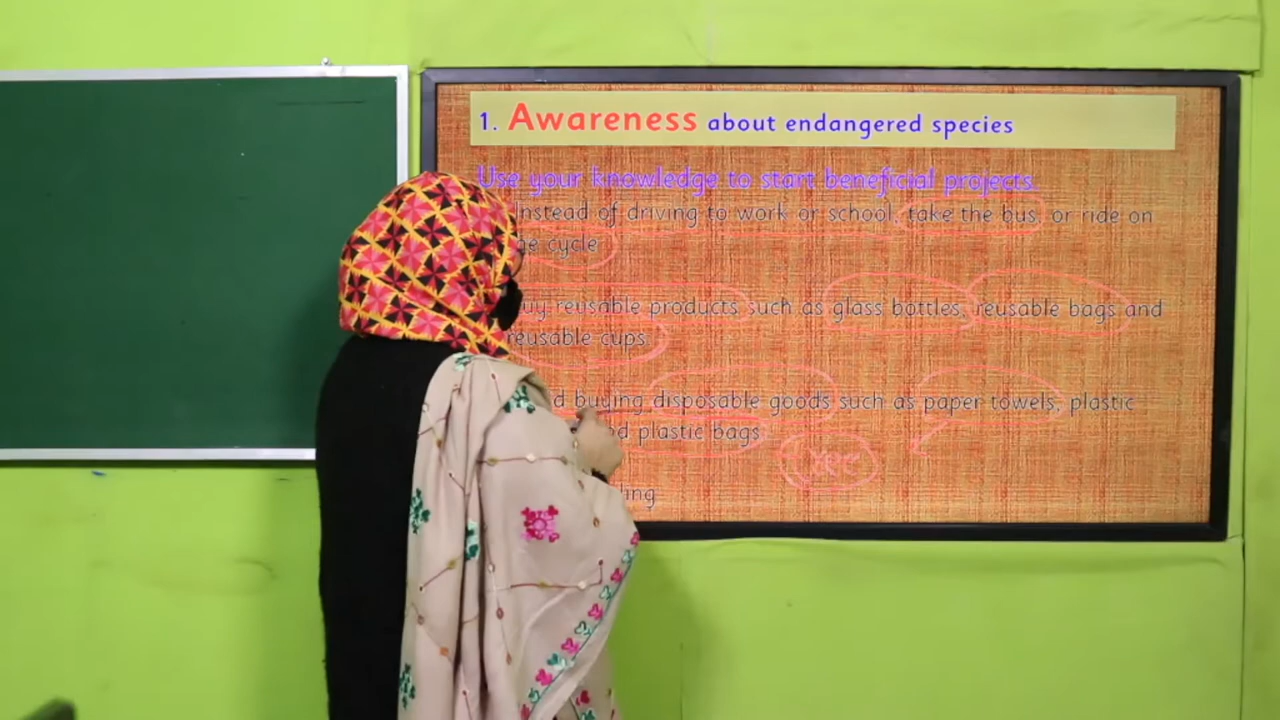 1. Awareness about endangered species
Use your knowledge to start beneficial projects.
Instead of driving to work or school, take the bus, or ride on
cycle
reusable products such as glass bottles, reusable bags and
reusable cups.
buying disposable goods such as paper towels, plastic
plastic bags